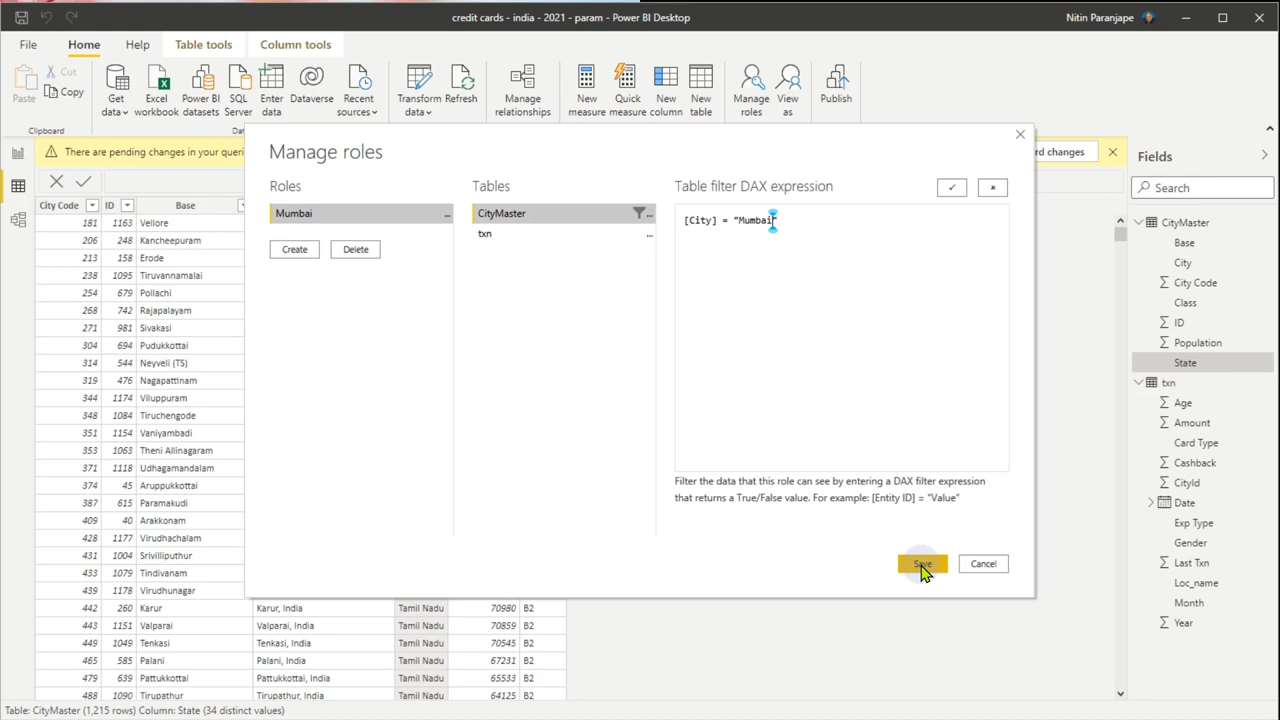 credit cards - india - 2021 - param - Power BI Desktop
Nitin Paranjape
File
Home
Help
Table tools
Column tools
Paste
Cut
Copy
Get data
Excel workbook
Power BI datasets
SQL Server
Enter data
Dataverse
Recent sources
Transform data
Refresh
Manage relationships
New measure
Quick measure
New column
New table
Manage roles
View as
Publish
Clipboard
There are pending changes in your queri
rd changes
City Code ID Base
181 1163 Vellore
206 248 Kancheepuram
213 158 Erode
238 1095 Tiruvannamalai
254 679 Pollachi
268 742 Rajapalayam
271 981 Sivakasi
304 694 Pudukkottai
314 544 Neyveli (TS)
319 476 Nagapattinam
344 1174 Viluppuram
348 1084 Tiruchengode
351 1154 Vaniyambadi
353 1063 Theni Allinagaram
371 1118 Udhagamandalam
374 45 Aruppukkottai
387 615 Paramakudi
409 40 Arakkonam
428 1177 Virudhachalam
431 1004 Srivilliputhur
433 1079 Tindivanam
439 1178 Virudhunagar
442 260 Karur Karur, India Tamil Nadu 70980 B2
443 1151 Valparai Valparai, India Tamil Nadu 70859 B2
449 1049 Tenkasi Tenkasi, India Tamil Nadu 70545 B2
465 585 Palani Palani, India Tamil Nadu 67231 B2
479 639 Pattukkottai Pattukkottai, India Tamil Nadu 65533 B2
488 1090 Tirupathur Tirupathur, India Tamil Nadu 64125 B2
Manage roles
Roles
Mumbai ...
Create
Delete
Tables
CityMaster ...
txn ...
Table filter DAX expression
[City] = "Mumbai"
Filter the data that this role can see by entering a DAX filter expression
that returns a True/False value. For example: [Entity ID] = "Value"
Save
Cancel
Fields
Search
CityMaster
Base
City
City Code
Class
ID
Population
State
txn
Age
Amount
Card Type
Cashback
CityId
Date
Exp Type
Gender
Last Txn
Loc_name
Month
Year
Table: CityMaster (1,215 rows) Column: State (34 distinct values)